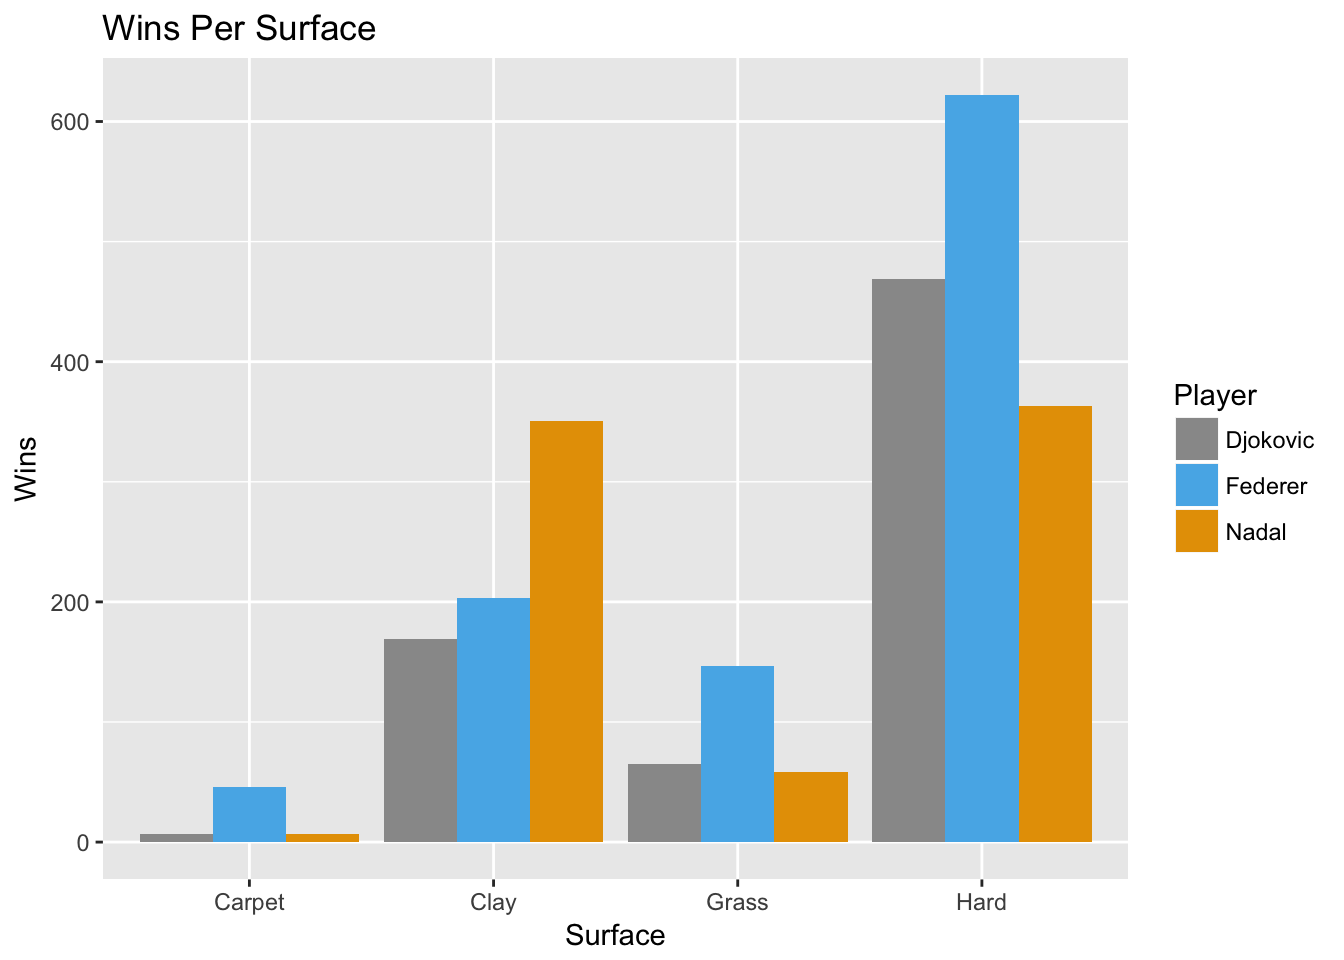 Wins Per Surface
Wins
600
400
200
0
Carpet Clay Grass Hard
Surface
Player
Djokovic
Federer
Nadal